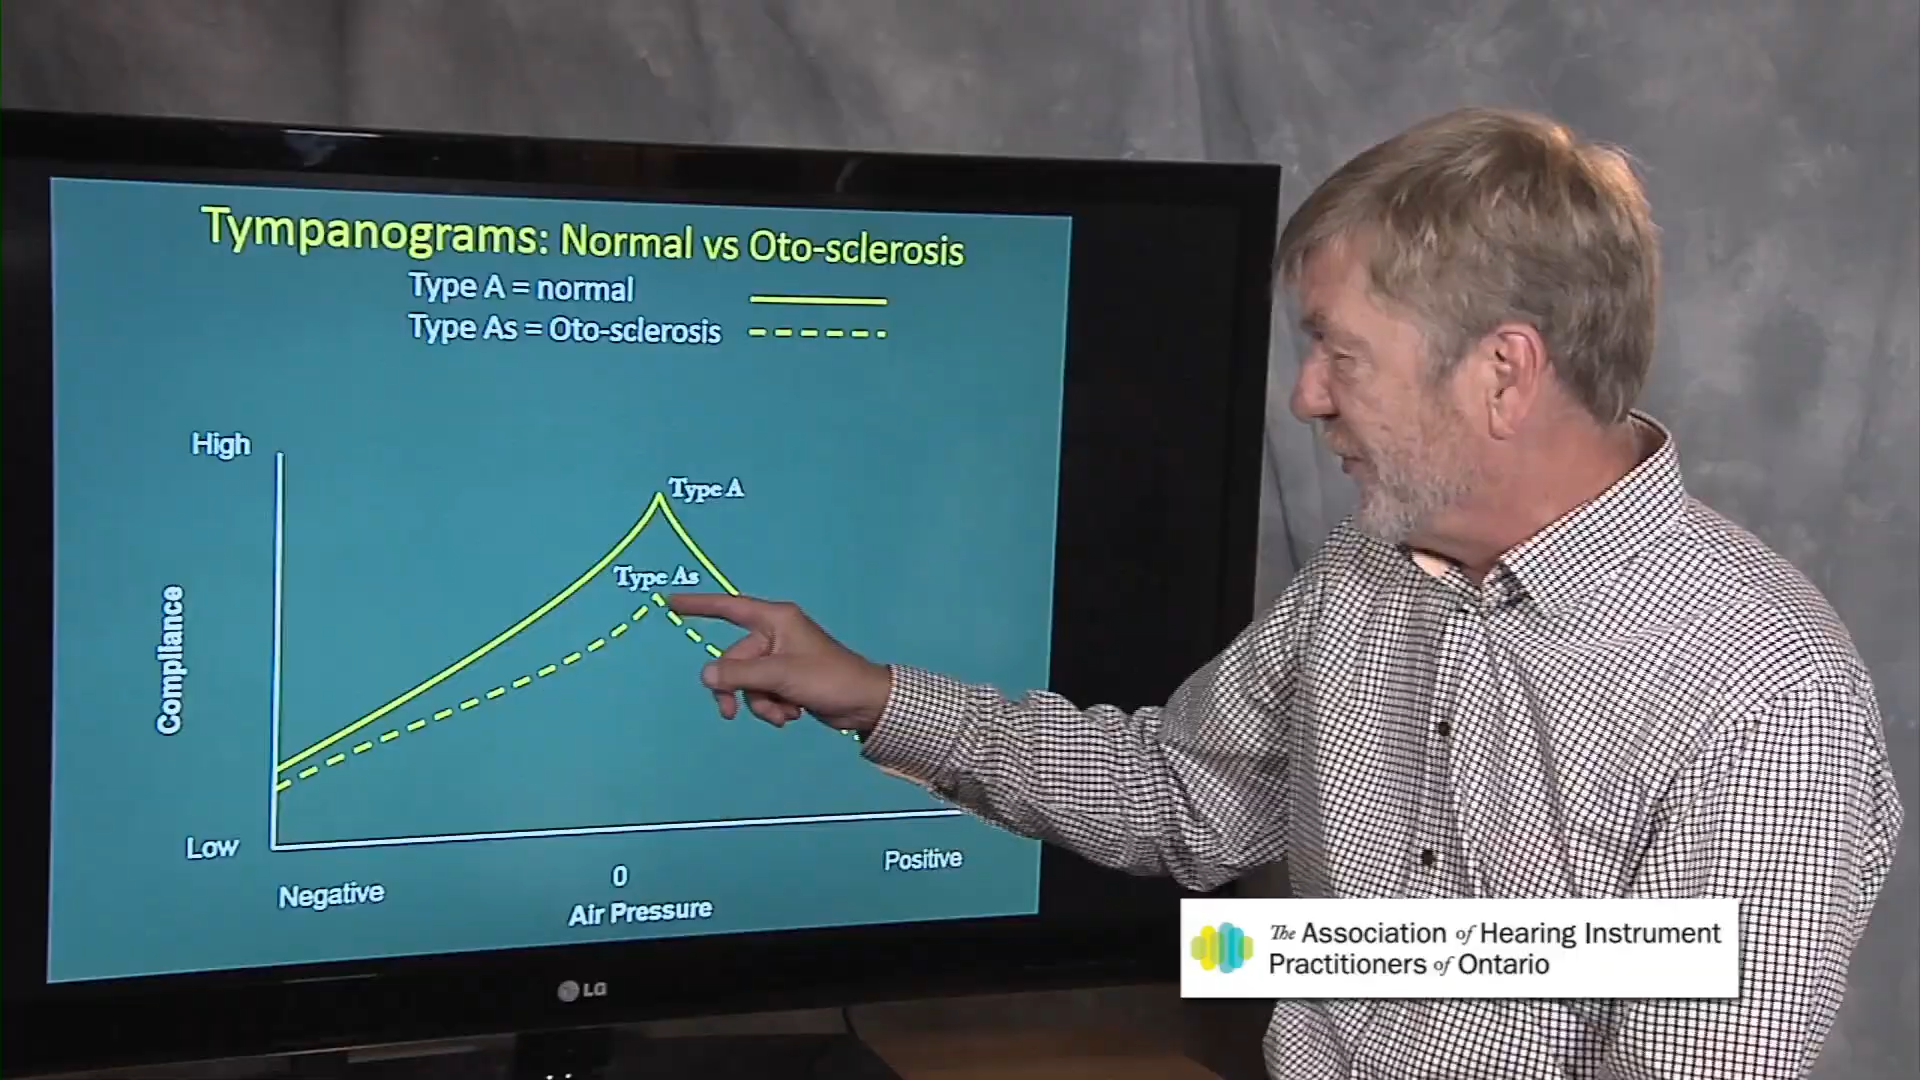 Tympanograms: Normal vs Oto-sclerosis
Type A = normal
Type As = Oto-sclerosis
High
Type A
Type As
Compliance
Low
Negative
0
Positive
Air Pressure
LG
The Association of Hearing Instrument
Practitioners of Ontario